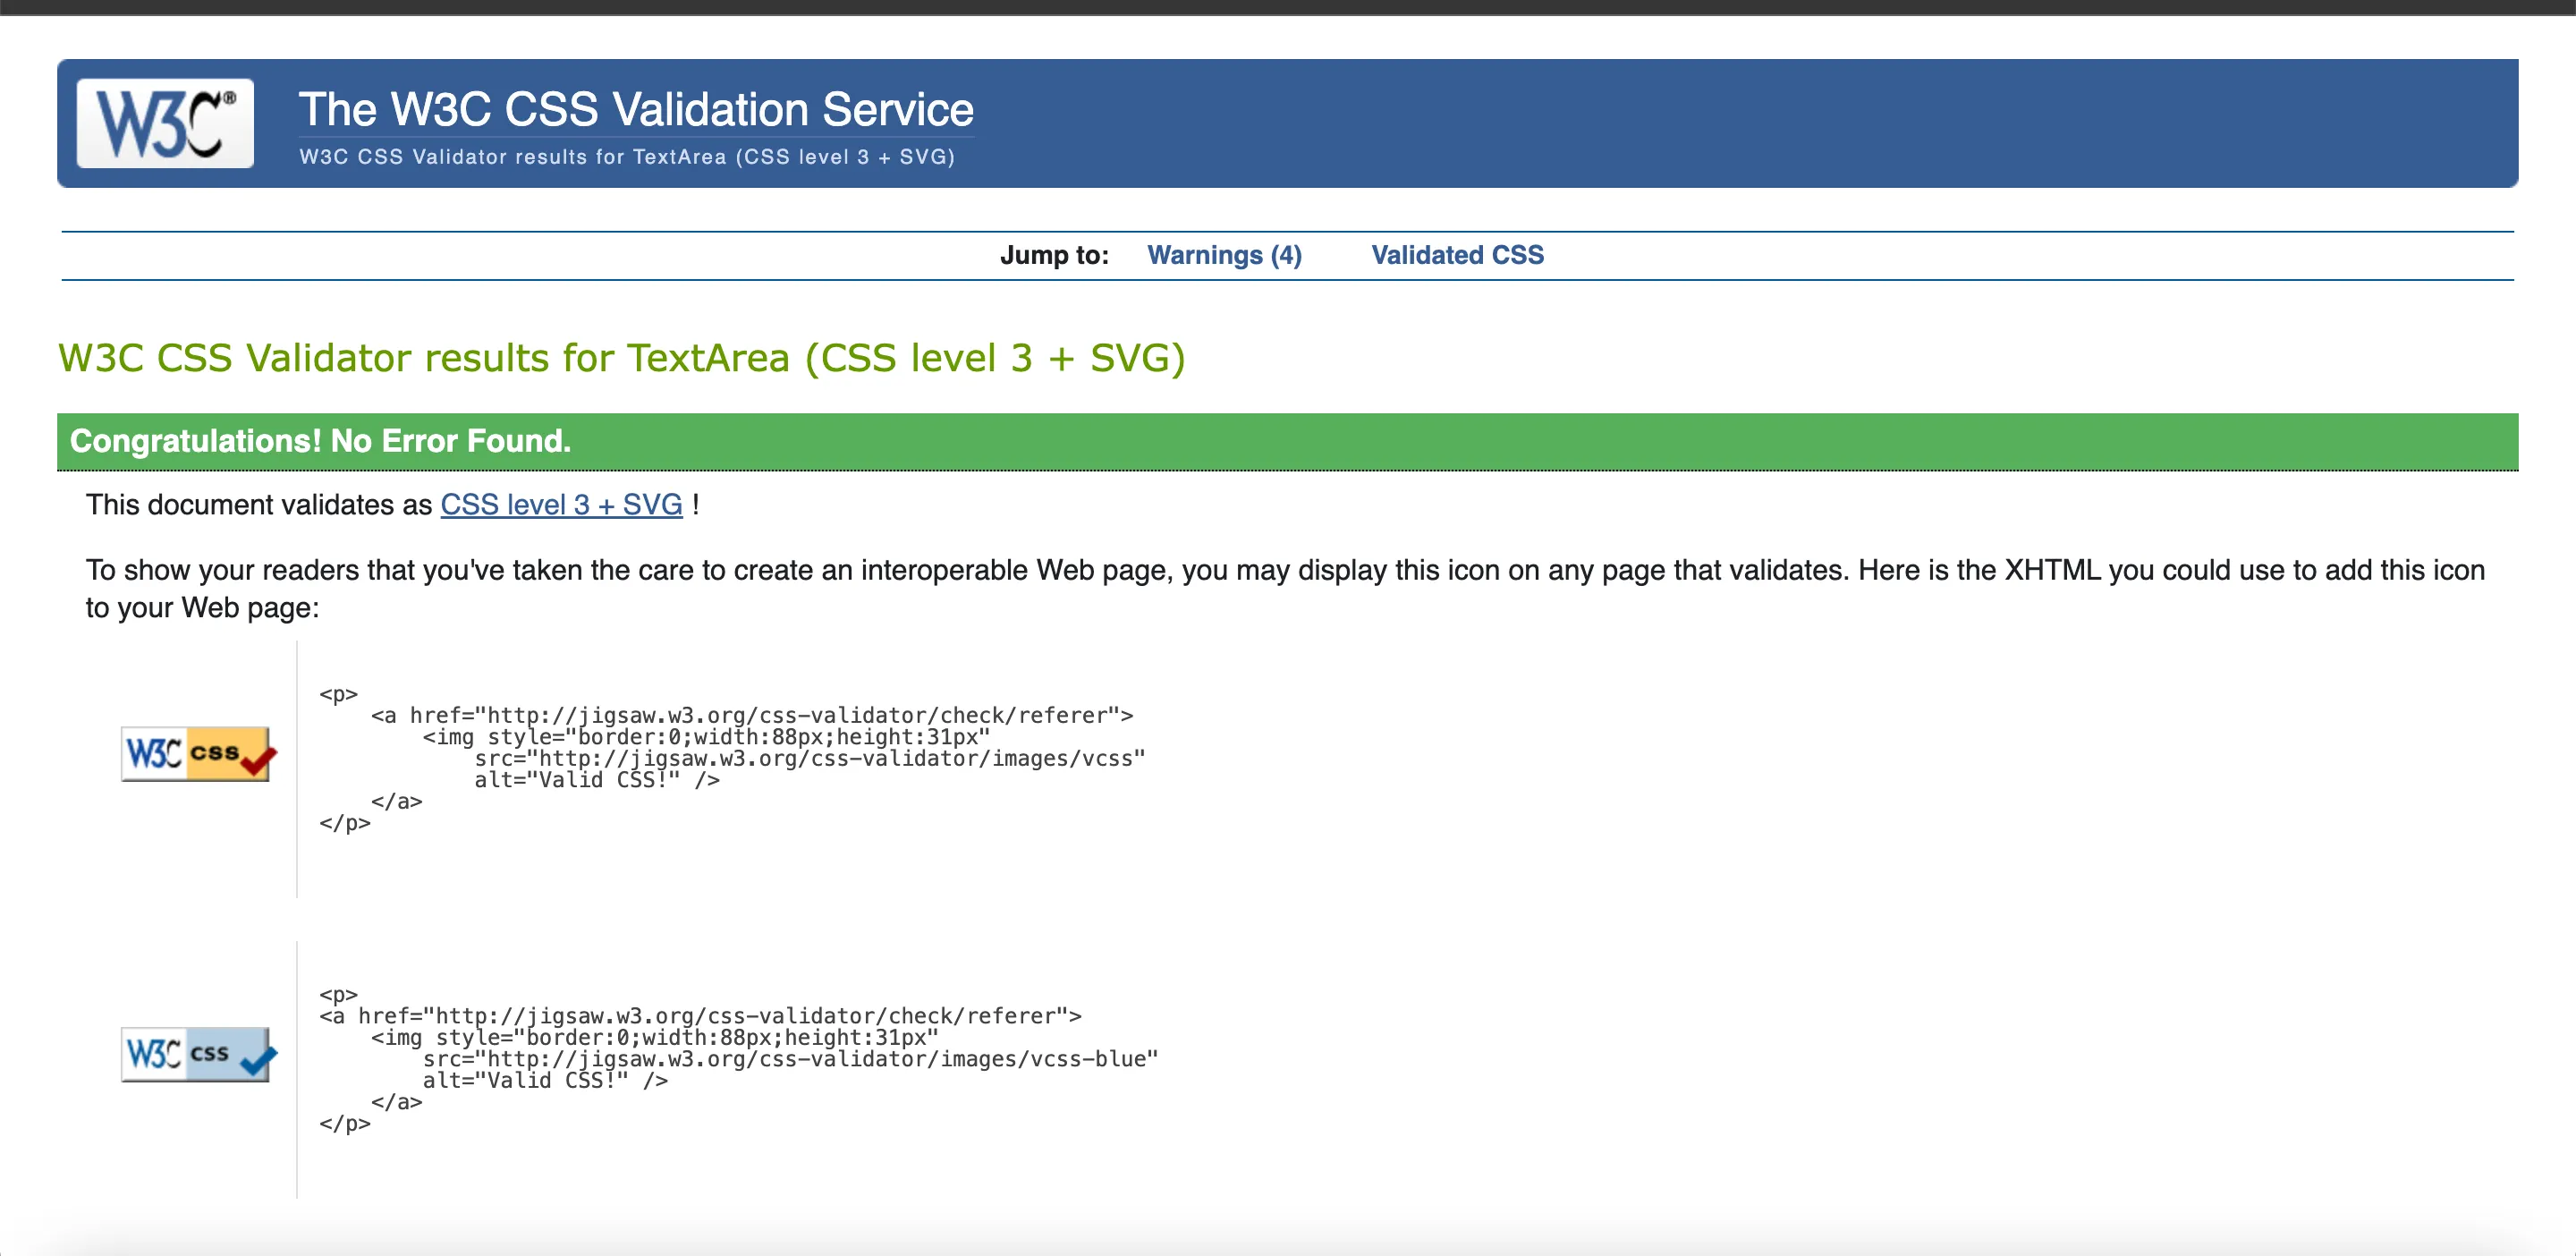 W3C®
The W3C CSS Validation Service
W3C CSS Validator results for TextArea (CSS level 3 + SVG)
Jump to: Warnings (4) Validated CSS
W3C CSS Validator results for TextArea (CSS level 3 + SVG)
Congratulations! No Error Found.
This document validates as CSS level 3 + SVG !
To show your readers that you've taken the care to create an interoperable Web page, you may display this icon on any page that validates. Here is the XHTML you could use to add this icon
to your Web page:
W3C css
<p>
    <a href="http://jigsaw.w3.org/css-validator/check/referer">
        <img style="border:0;width:88px;height:31px"
            src="http://jigsaw.w3.org/css-validator/images/vcss"
            alt="Valid CSS!" />
    </a>
</p>
W3C css
<p>
<a href="http://jigsaw.w3.org/css-validator/check/referer">
    <img style="border:0;width:88px;height:31px"
        src="http://jigsaw.w3.org/css-validator/images/vcss-blue"
        alt="Valid CSS!" />
    </a>
</p>